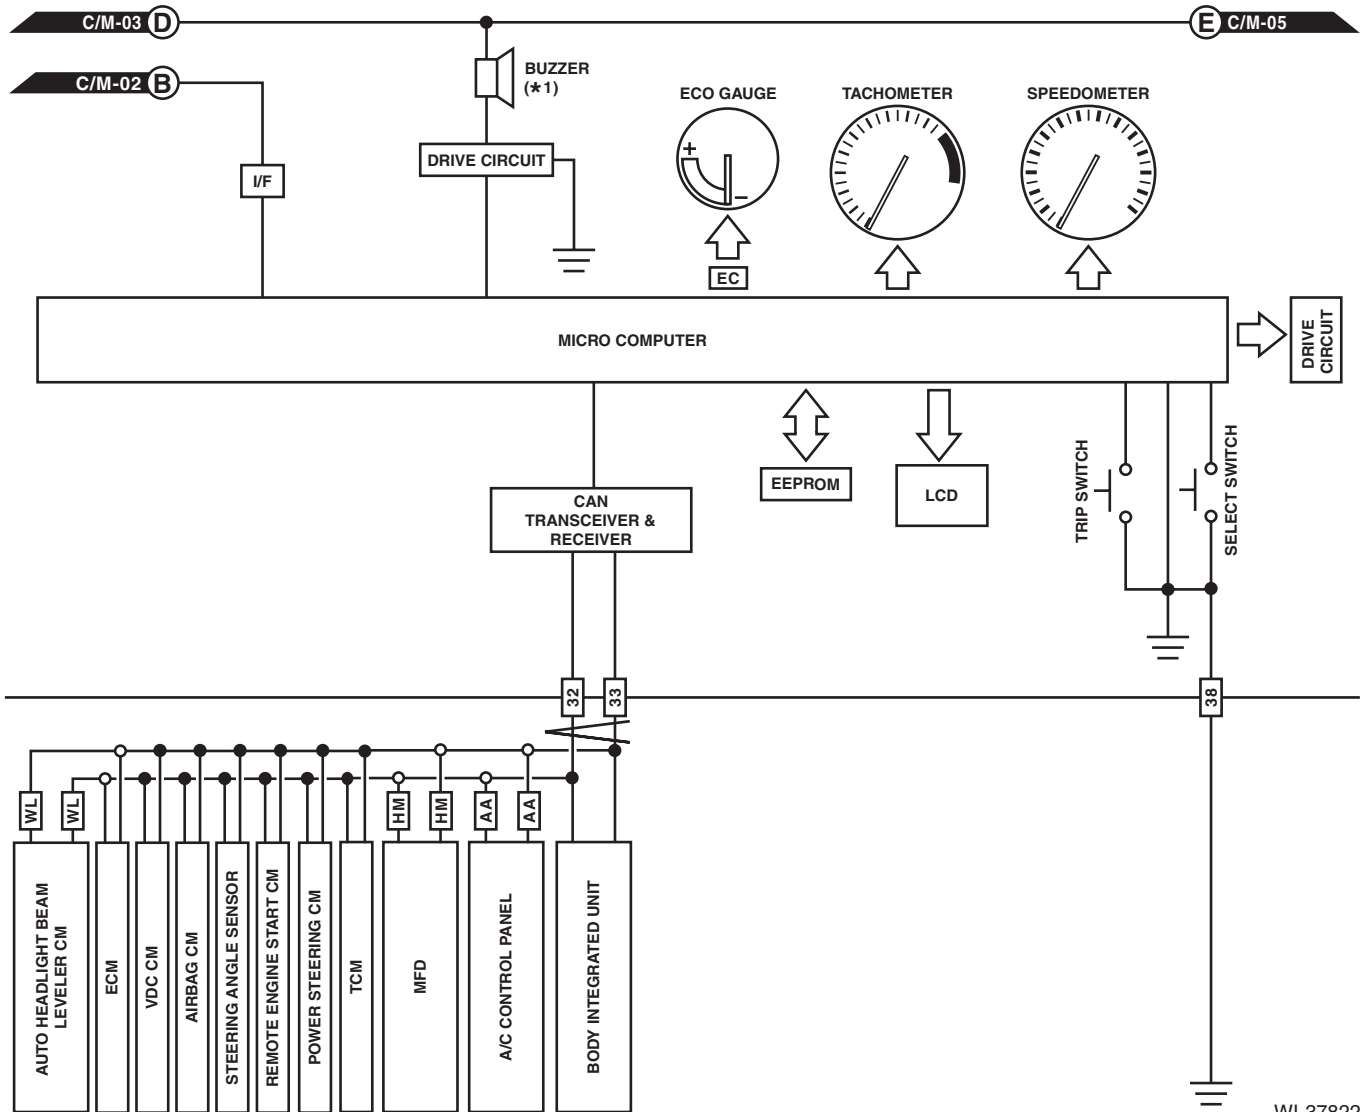 C/M-03 D
E C/M-05
C/M-02 B
BUZZER
(*1)
ECO GAUGE
TACHOMETER
SPEEDOMETER
DRIVE CIRCUIT
I/F
+
−
EC
MICRO COMPUTER
DRIVE
CIRCUIT
CAN
TRANSCEIVER &
RECEIVER
EEPROM
LCD
TRIP SWITCH
SELECT SWITCH
32
33
38
WL
WL
HM
HM
AA
AA
AUTO HEADLIGHT BEAM
LEVELER CM
ECM
VDC CM
AIRBAG CM
STEERING ANGLE SENSOR
REMOTE ENGINE START CM
POWER STEERING CM
TCM
MFD
A/C CONTROL PANEL
BODY INTEGRATED UNIT